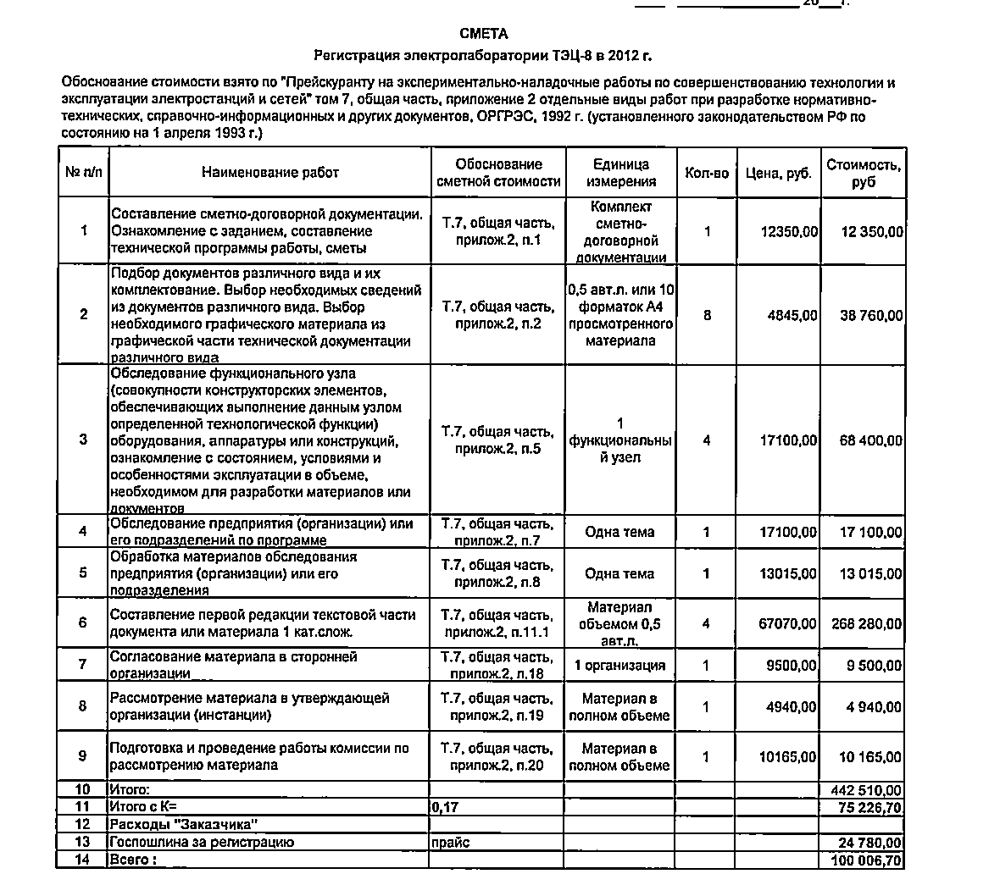 20 г.
СМЕТА
Регистрация электролаборатории ТЭЦ-8 в 2012 г.
Обоснование стоимости взято по "Прейскуранту на экспериментально-наладочные работы по совершенствованию технологии и
эксплуатации электростанций и сетей" том 7, общая часть, приложение 2 отдельные виды работ при разработке нормативно-
технических, справочно-информационных и других документов, ОРГРЭС, 1992 г. (установленного законодательством РФ по
состоянию на 1 апреля 1993 г.)
№ п/п
Наименование работ
Обоснование
сметной стоимости
Единица
измерения
Кол-во
Цена, руб.
Стоимость,
руб
1
Составление сметно-договорной документации.
Ознакомление с заданием, составление
технической программы работы, сметы
Т.7, общая часть,
прилож.2, п.1
Комплект
сметно-
договорной
документации
1
12350,00
12 350,00
2
Подбор документов различного вида и их
комплектование. Выбор необходимых сведений
из документов различного вида. Выбор
необходимого графического материала из
графической части технической документации
различного вида
Т.7, общая часть,
прилож.2, п.2
0,5 авт.л. или 10
форматок А4
просмотренного
материала
8
4845,00
38 760,00
3
Обследование функционального узла
(совокупности конструкторских элементов,
обеспечивающих выполнение данным узлом
определенной технологической функции)
оборудования, аппаратуры или конструкций,
ознакомление с состоянием, условиями и
особенностями эксплуатации в объеме,
необходимом для разработки материалов или
документов
Т.7, общая часть,
прилож.2, п.5
1
функциональны
й узел
4
17100,00
68 400,00
4
Обследование предприятия (организации) или
его подразделений по программе
Т.7, общая часть,
прилож.2, п.7
Одна тема
1
17100,00
17 100,00
5
Обработка материалов обследования
предприятия (организации) или его
подразделения
Т.7, общая часть,
прилож.2, п.8
Одна тема
1
13015,00
13 015,00
6
Составление первой редакции текстовой части
документа или материала 1 кат.слож.
Т.7, общая часть,
прилож.2, п.11.1
Материал
объемом 0,5
авт.л.
4
67070,00
268 280,00
7
Согласование материала в сторонней
организации
Т.7, общая часть,
прилож.2, п.18
1 организация
1
9500,00
9 500,00
8
Рассмотрение материала в утверждающей
организации (инстанции)
Т.7, общая часть,
прилож.2, п.19
Материал в
полном объеме
1
4940,00
4 940,00
9
Подготовка и проведение работы комиссии по
рассмотрению материала
Т.7, общая часть,
прилож.2, п.20
Материал в
полном объеме
1
10165,00
10 165,00
10
Итого:
442 510,00
11
Итого с К=
0,17
75 226,70
12
Расходы "Заказчика"
13
Госпошлина за регистрацию
прайс
24 780,00
14
Всего :
100 006,70